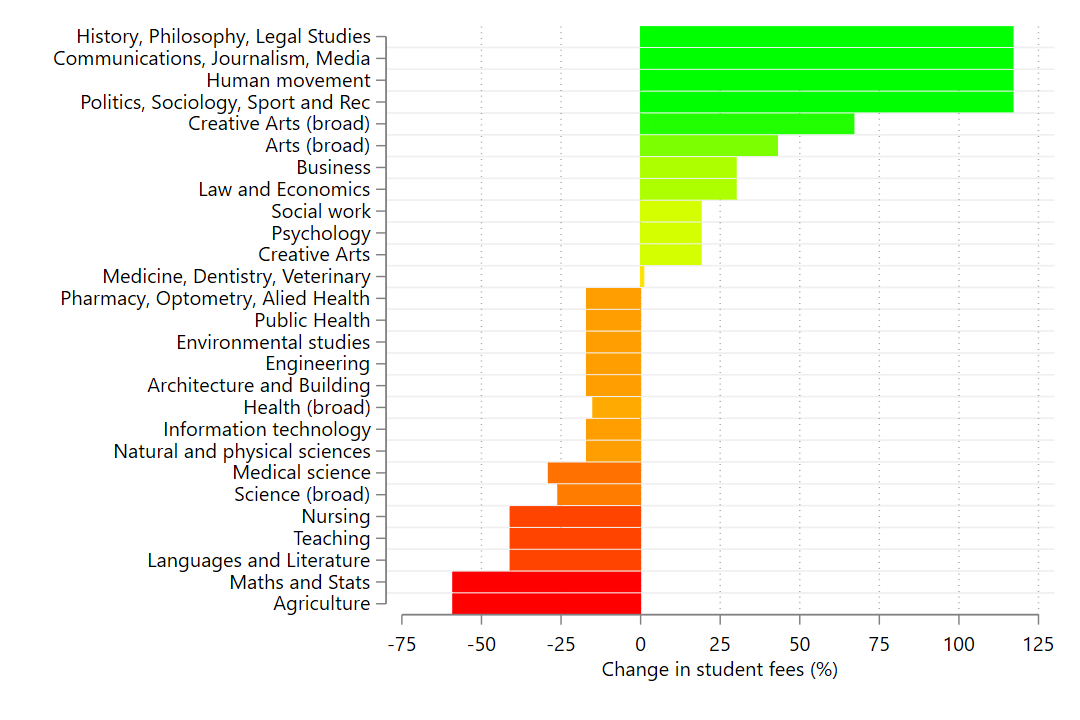 History, Philosophy, Legal Studies
Communications, Journalism, Media
Human movement
Politics, Sociology, Sport and Rec
Creative Arts (broad)
Arts (broad)
Business
Law and Economics
Social work
Psychology
Creative Arts
Medicine, Dentistry, Veterinary
Pharmacy, Optometry, Alied Health
Public Health
Environmental studies
Engineering
Architecture and Building
Health (broad)
Information technology
Natural and physical sciences
Medical science
Science (broad)
Nursing
Teaching
Languages and Literature
Maths and Stats
Agriculture
-75 -50 -25 0 25 50 75 100 125
Change in student fees (%)